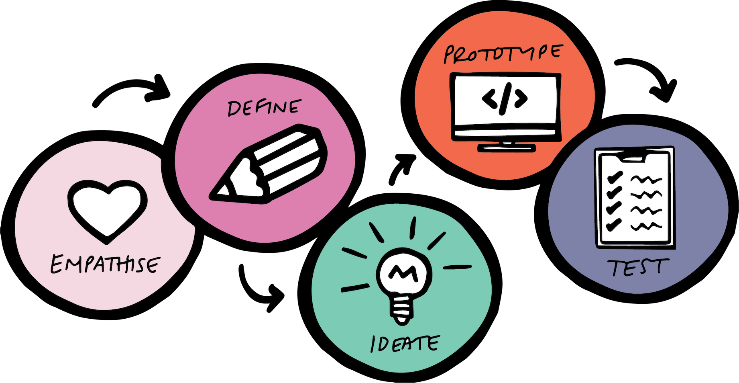 EMPATHISE
DEFINE
IDEATE
PROTOTYPE
</>
TEST